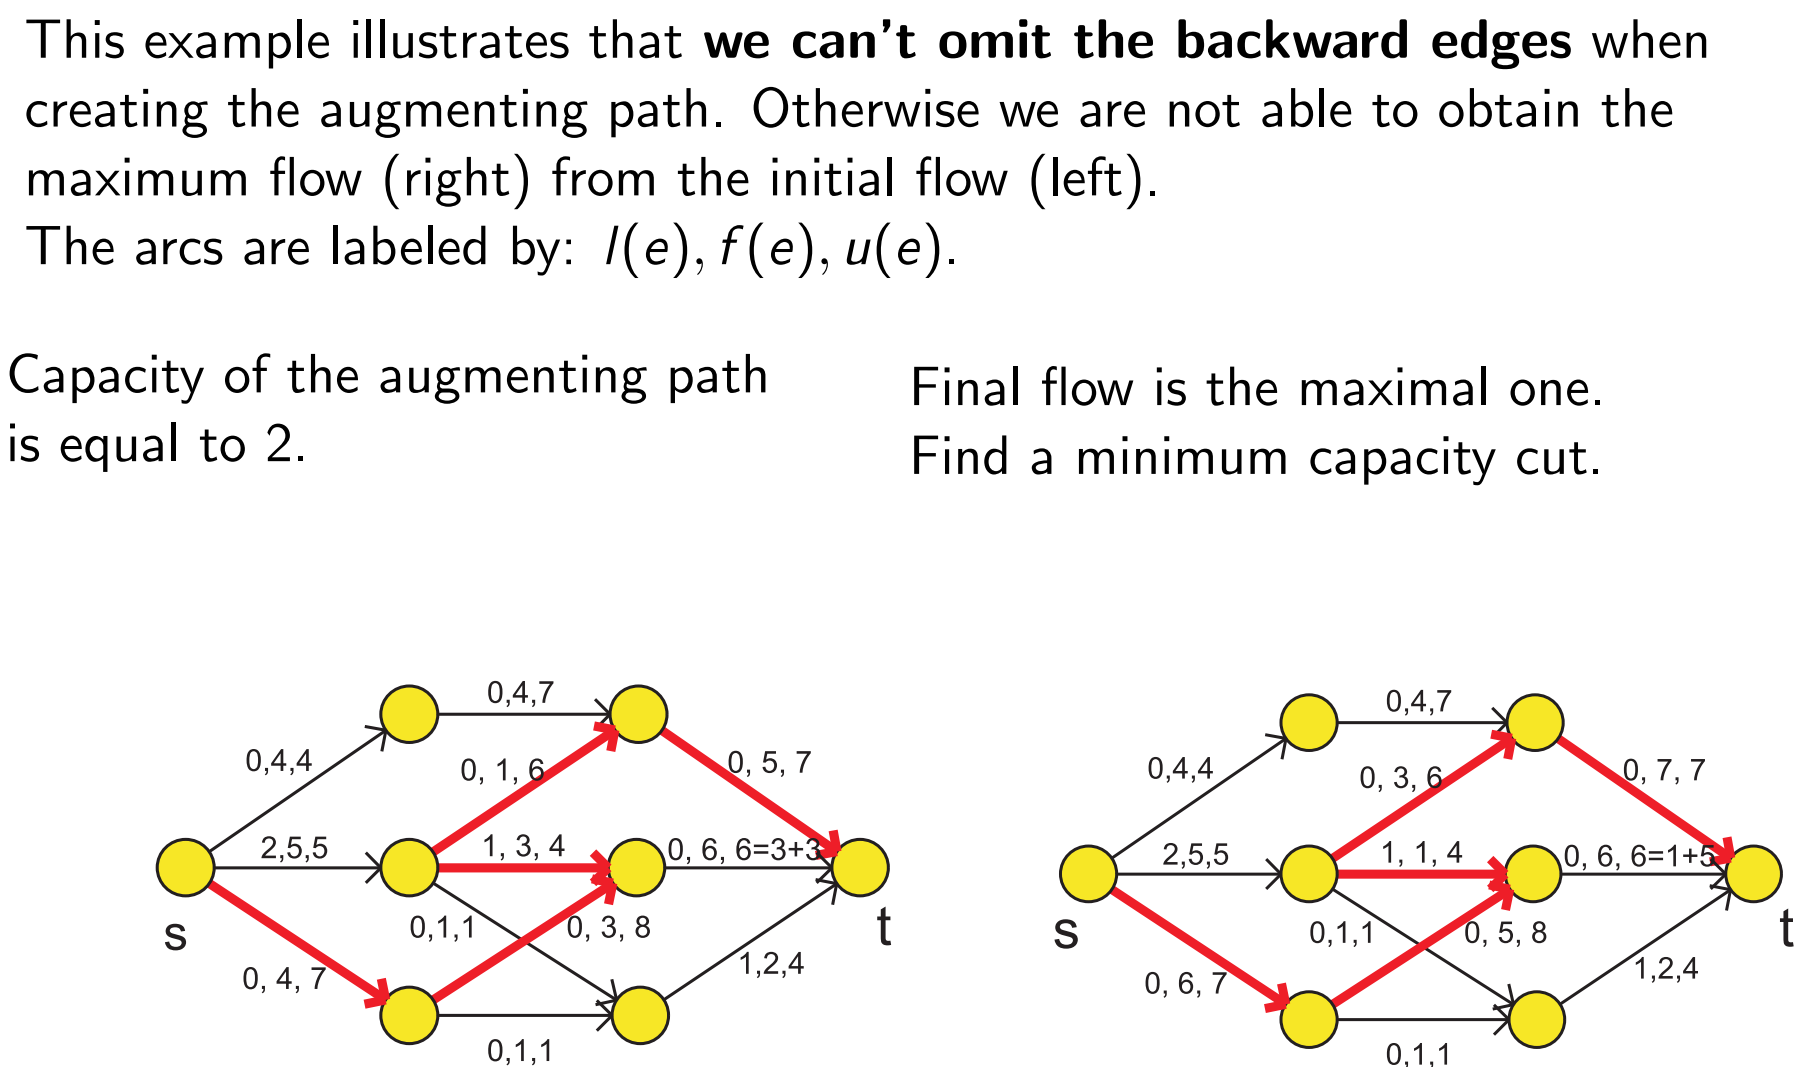 This example illustrates that we can't omit the backward edges when
creating the augmenting path. Otherwise we are not able to obtain the
maximum flow (right) from the initial flow (left).
The arcs are labeled by: l(e), f(e), u(e).
Capacity of the augmenting path
is equal to 2.
Final flow is the maximal one.
Find a minimum capacity cut.
0,4,7
0,4,4
0, 1, 6
0, 5, 7
2,5,5
1, 3, 4
0, 6, 6=3+3
s
0,1,1
0, 3, 8
t
0, 4, 7
1,2,4
0,1,1
0,4,7
0,4,4
0, 3, 6
0, 7, 7
2,5,5
1, 1, 4
0, 6, 6=1+5
s
0,1,1
0, 5, 8
t
0, 6, 7
1,2,4
0,1,1